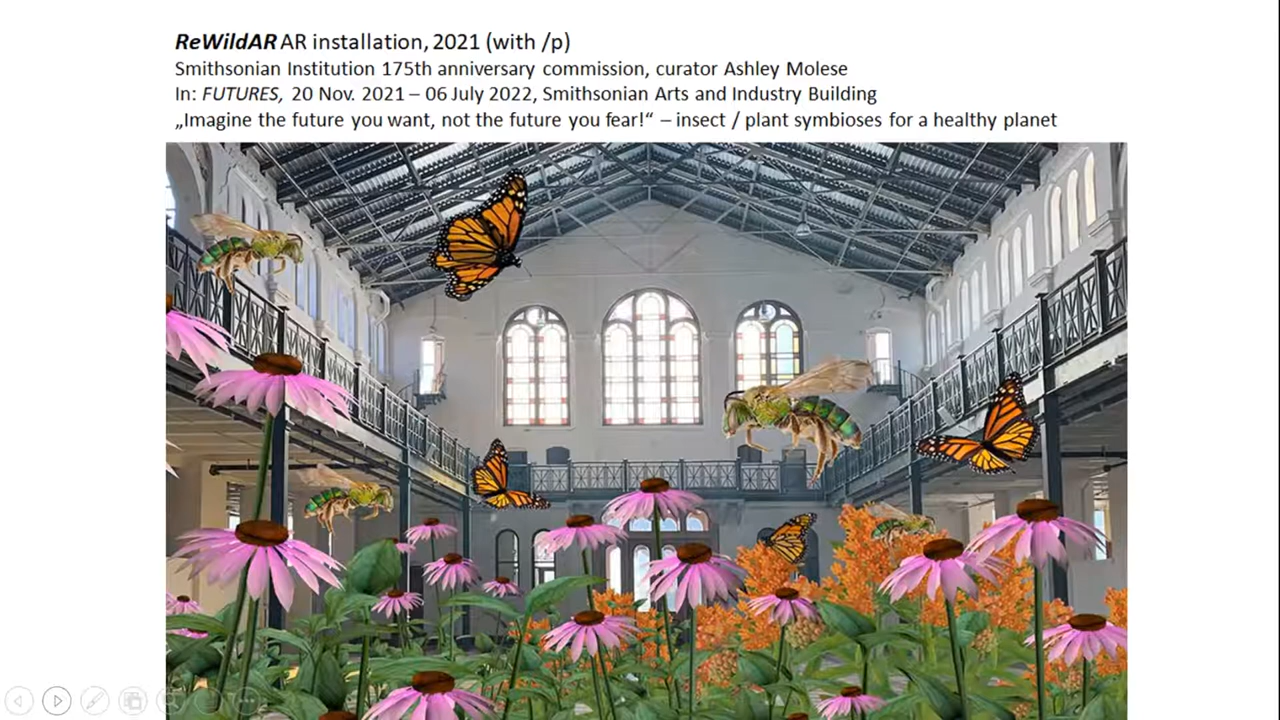 ReWildAR AR installation, 2021 (with /p)
Smithsonian Institution 175th anniversary commission, curator Ashley Molese
In: FUTURES, 20 Nov. 2021 – 06 July 2022, Smithsonian Arts and Industry Building
„Imagine the future you want, not the future you fear!“ – insect / plant symbioses for a healthy planet